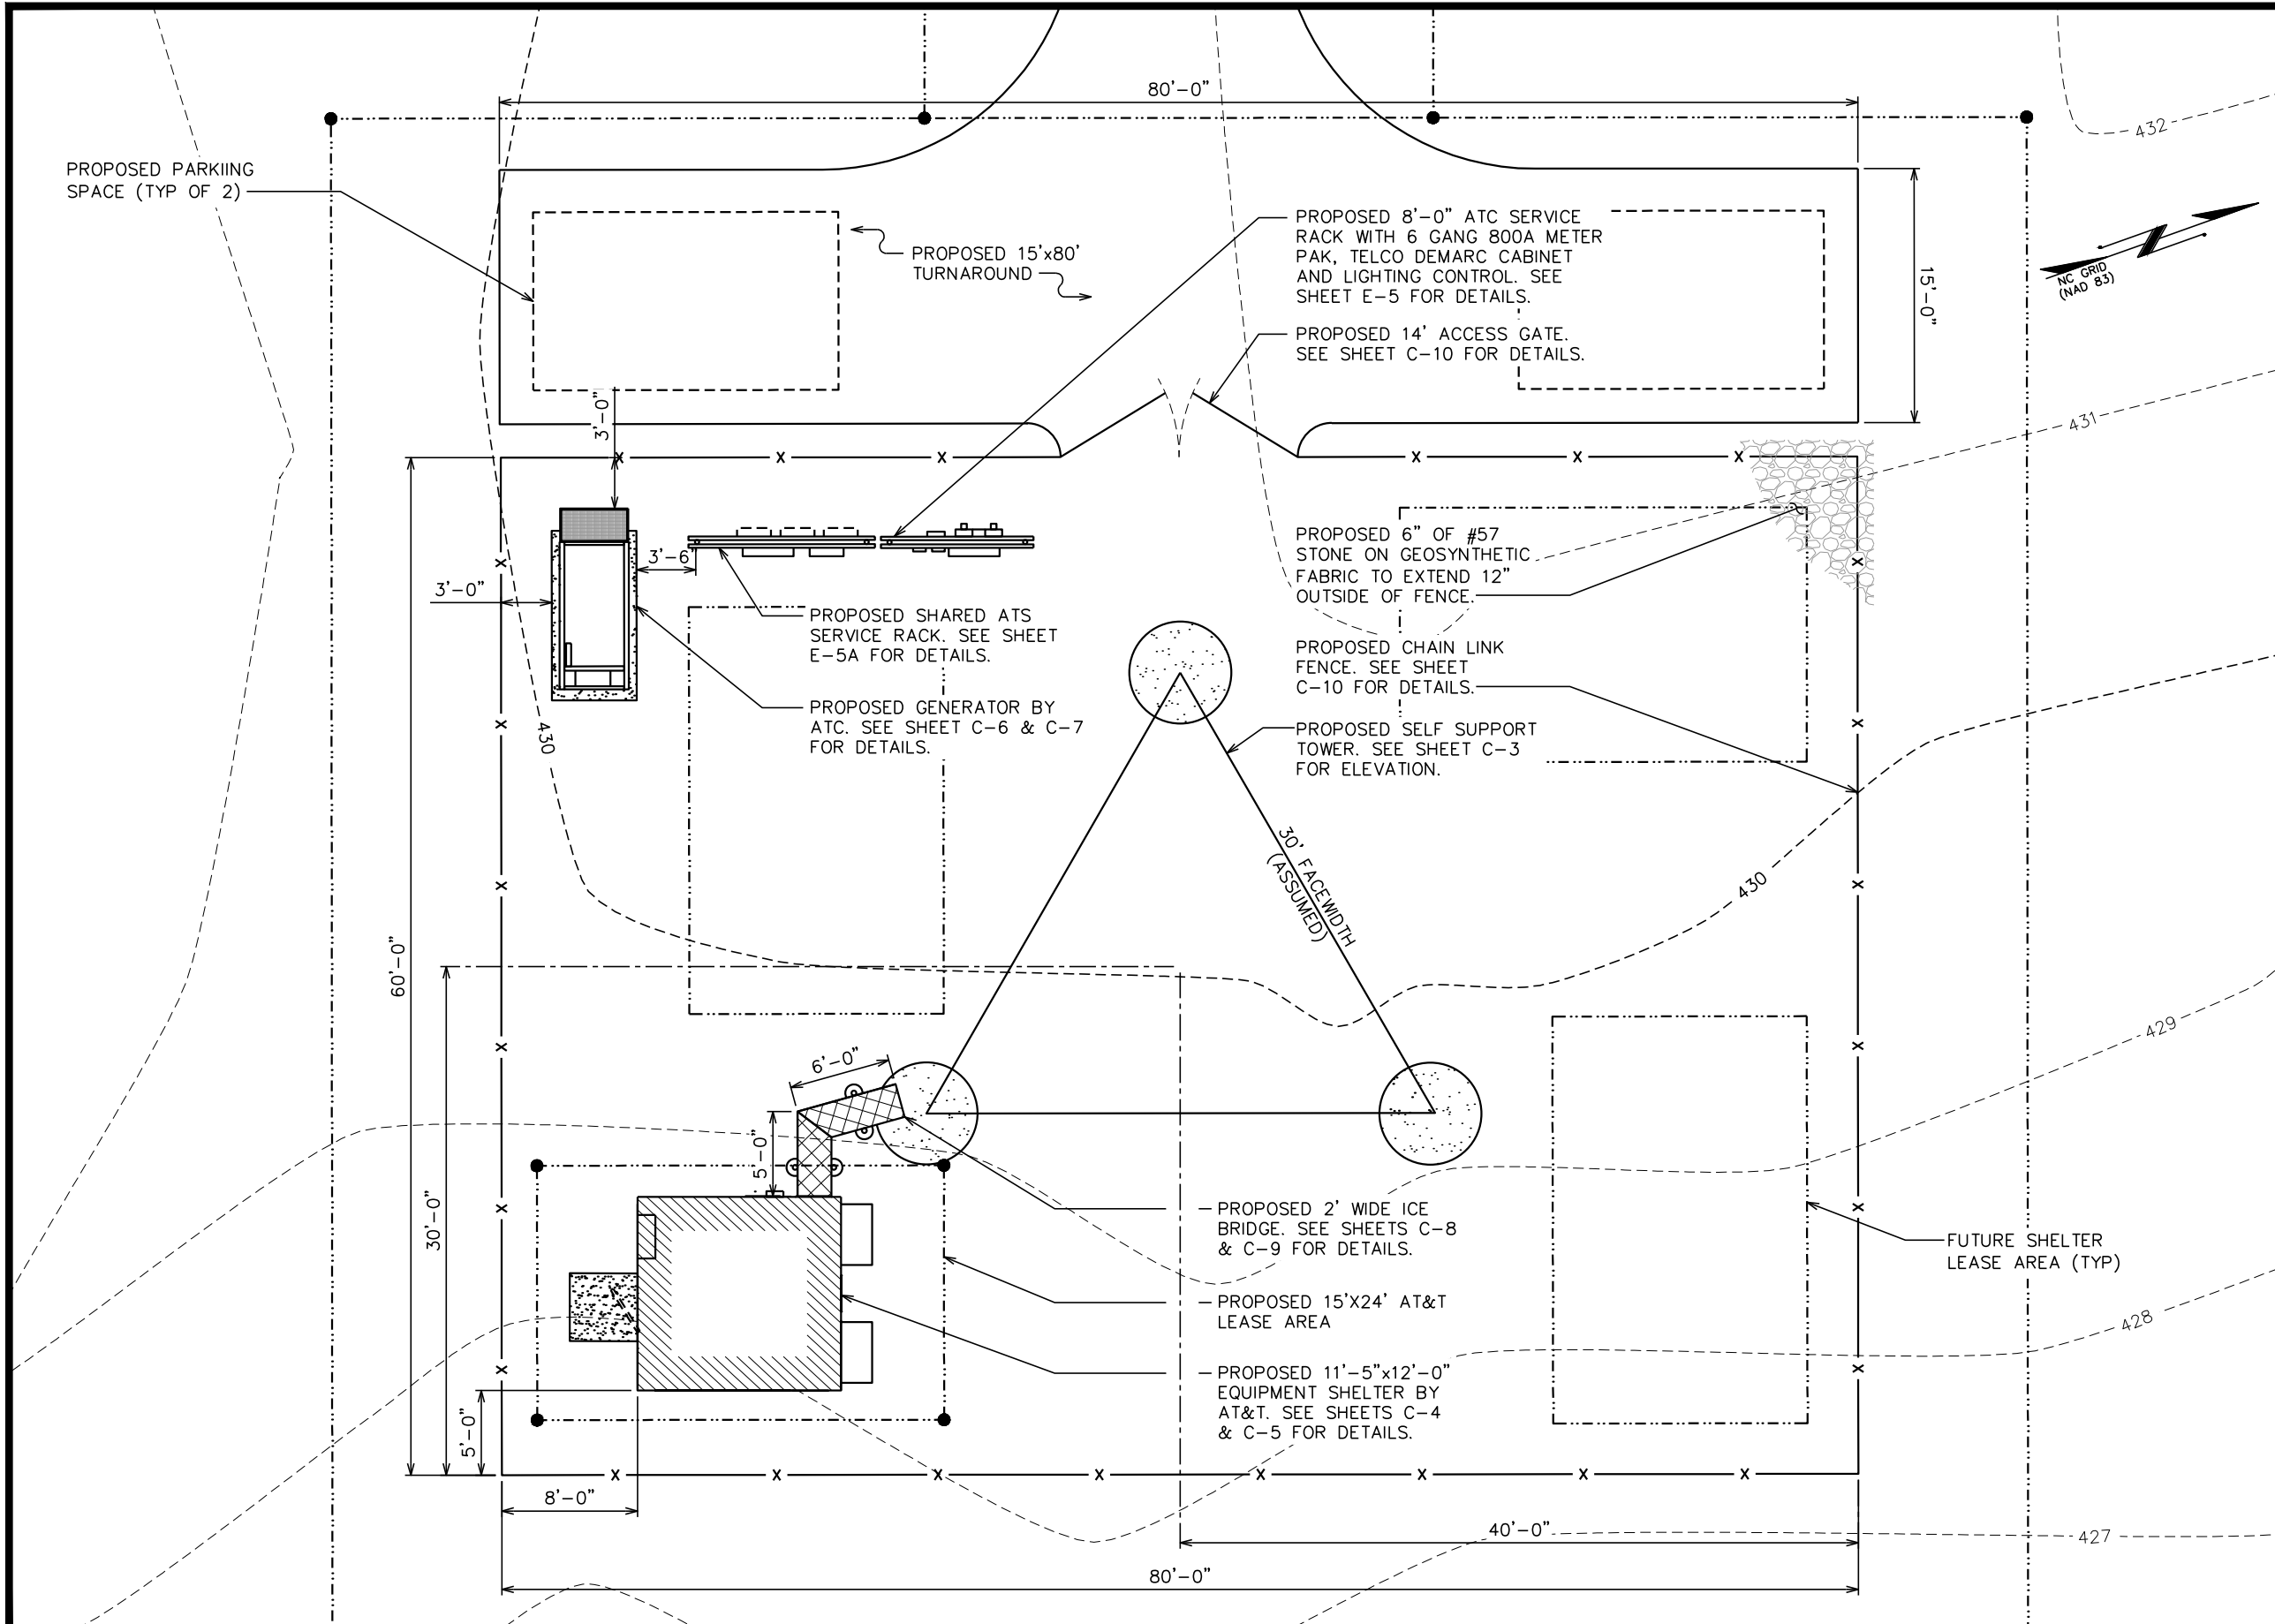 80'-0"
432
PROPOSED PARKIING
SPACE (TYP OF 2)
PROPOSED 15'x80'
TURNAROUND
PROPOSED 8'-0" ATC SERVICE
RACK WITH 6 GANG 800A METER
PAK, TELCO DEMARC CABINET
AND LIGHTING CONTROL. SEE
SHEET E-5 FOR DETAILS.
PROPOSED 14' ACCESS GATE.
SEE SHEET C-10 FOR DETAILS.
15'-0"
NC GRID
(NAD 83)
431
3'-0"
3'-6"
3'-0"
PROPOSED 6" OF #57
STONE ON GEOSYNTHETIC
FABRIC TO EXTEND 12"
OUTSIDE OF FENCE.
PROPOSED SHARED ATS
SERVICE RACK. SEE SHEET
E-5A FOR DETAILS.
PROPOSED CHAIN LINK
FENCE. SEE SHEET
C-10 FOR DETAILS.
PROPOSED GENERATOR BY
ATC. SEE SHEET C-6 & C-7
FOR DETAILS.
PROPOSED SELF SUPPORT
TOWER. SEE SHEET C-3
FOR ELEVATION.
430
30' FACEWIDTH
(ASSUMED)
430
60'-0"
429
6'-0"
5'-0"
30'-0"
PROPOSED 2' WIDE ICE
BRIDGE. SEE SHEETS C-8
& C-9 FOR DETAILS.
FUTURE SHELTER
LEASE AREA (TYP)
PROPOSED 15'X24' AT&T
LEASE AREA
428
PROPOSED 11'-5"x12'-0"
EQUIPMENT SHELTER BY
AT&T. SEE SHEETS C-4
& C-5 FOR DETAILS.
5'-0"
8'-0"
40'-0"
427
80'-0"